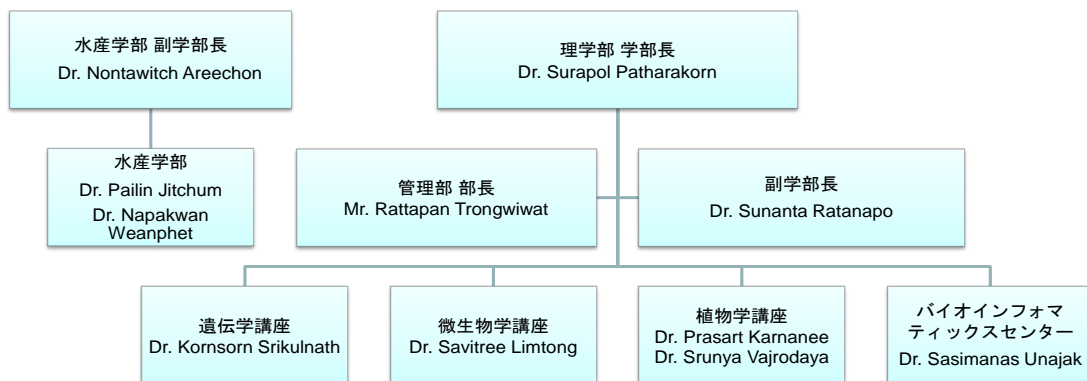 水産学部 副学部長
Dr. Nontawitch Areechon
理学部 学部長
Dr. Surapol Patharakorn
水産学部
Dr. Pailin Jitchum
Dr. Napakwan
Weanphet
管理部 部長
Mr. Rattapan Trongwiwat
副学部長
Dr. Sunanta Ratanapo
遺伝学講座
Dr. Kornsorn Srikulnath
微生物学講座
Dr. Savitree Limtong
植物学講座
Dr. Prasart Karnanee
Dr. Srunya Vajrodaya
バイオインフォマ
ティックスセンター
Dr. Sasimanas Unajak